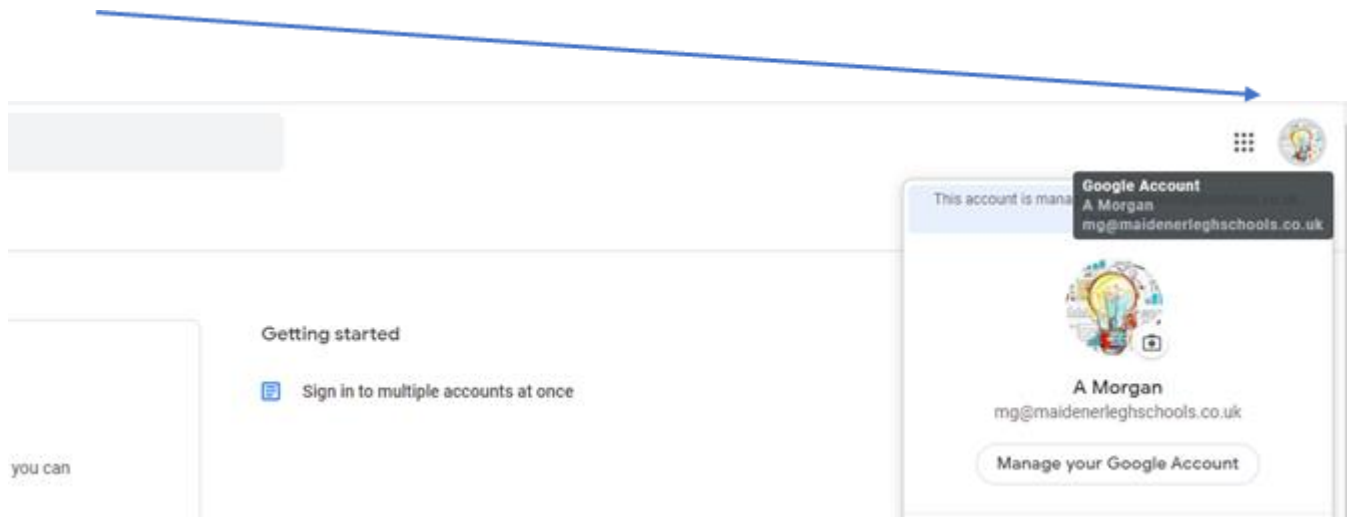 This account is mana
Google Account
A Morgan
mg@maidenerleghschools.co.uk
Getting started
Sign in to multiple accounts at once
A Morgan
mg@maidenerleghschools.co.uk
you can
Manage your Google Account